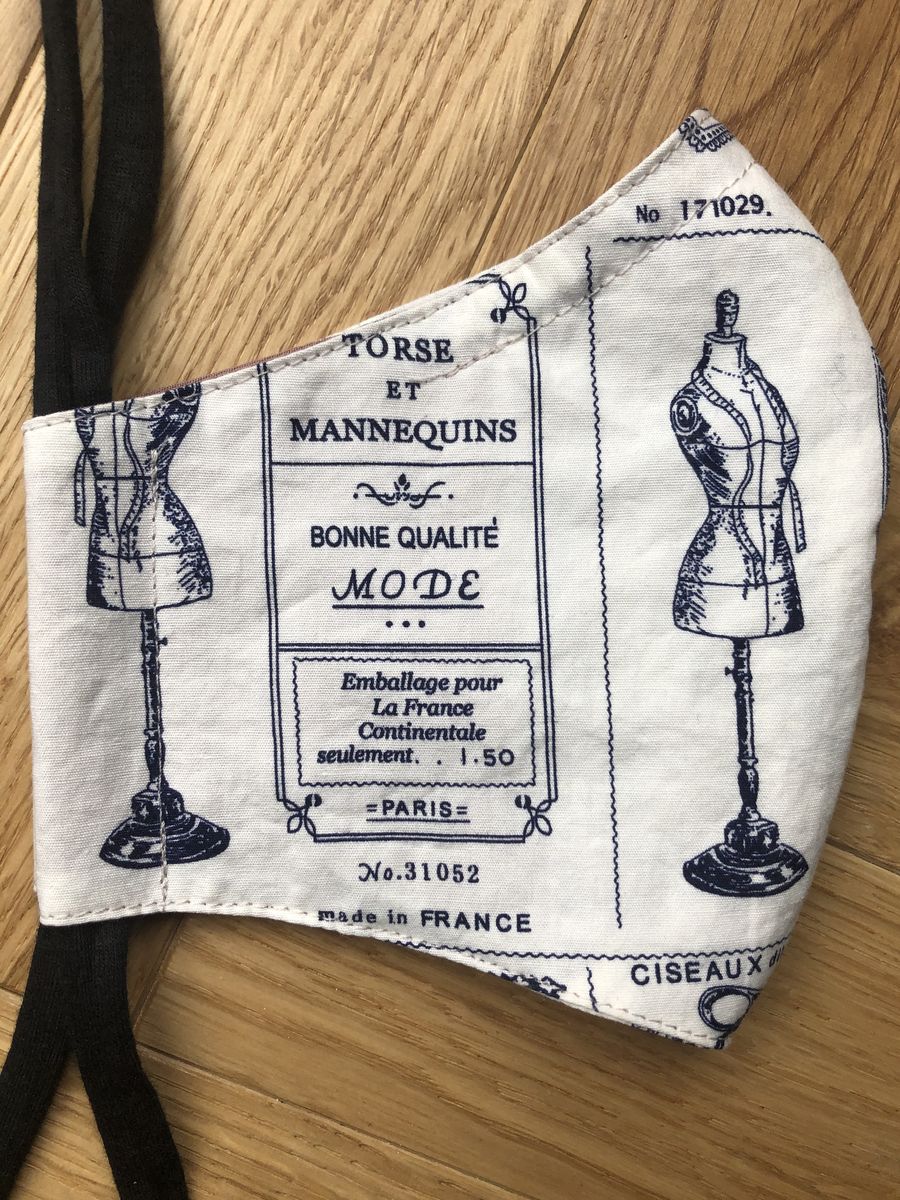 No 171029.
TORSE
ET
MANNEQUINS
BONNE QUALITÉ
MODE
Emballage pour
La France
Continentale
seulement. . 1.50
=PARIS=
No.31052
made in FRANCE
CISEAUX